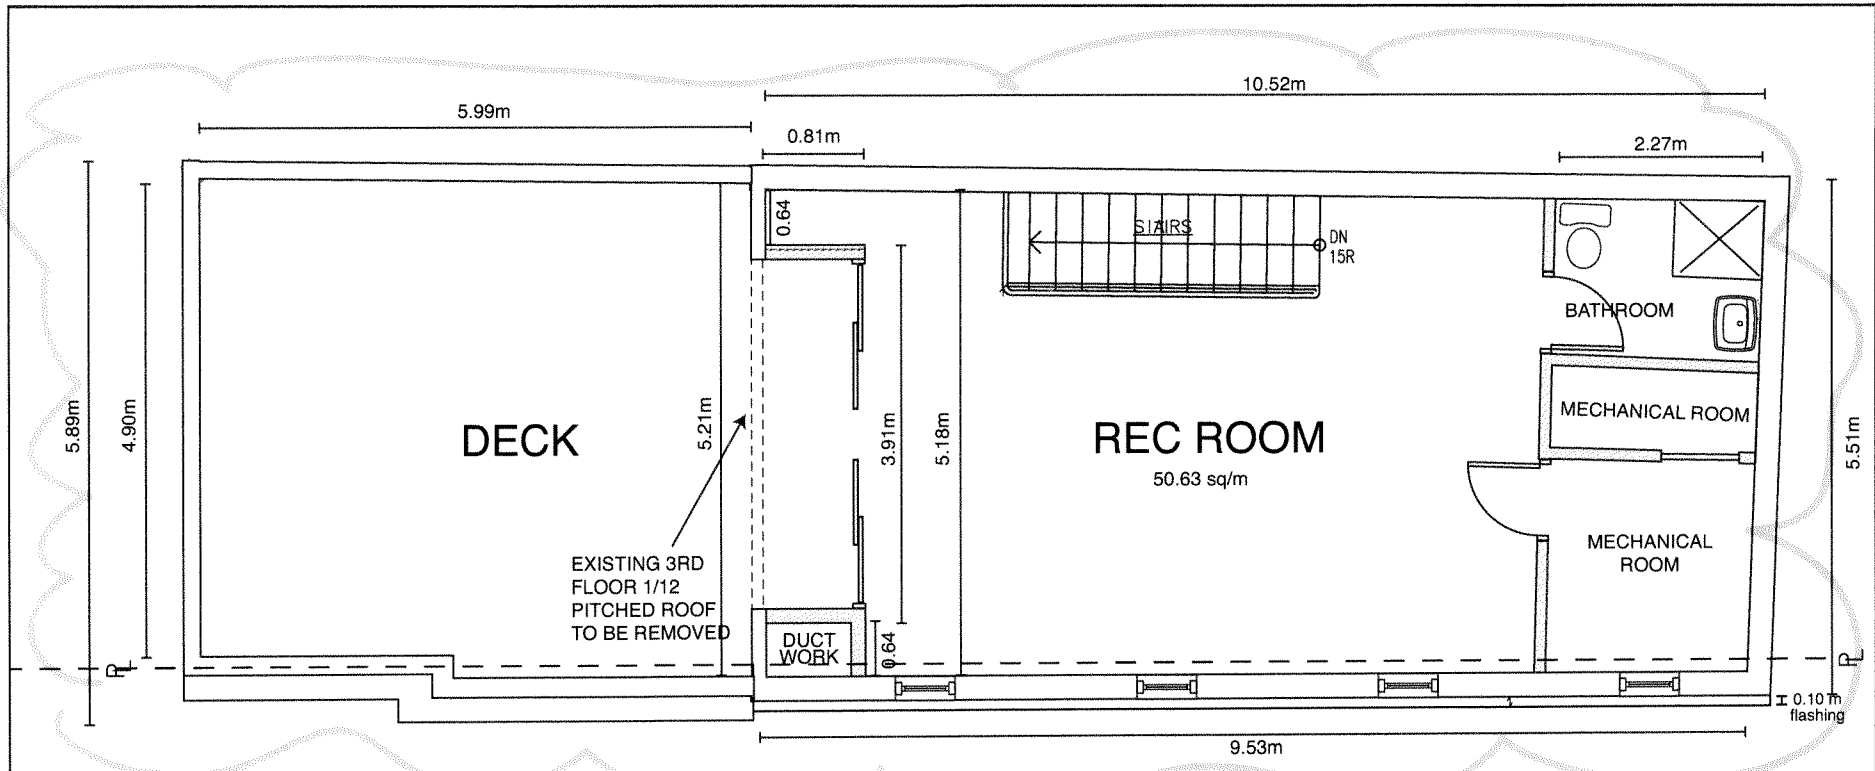 10.52m
5.99m
0.81m
2.27m
0.64
STAIRS
DN
15R
BATHROOM
5.89m
4.90m
DECK
5.21m
3.91m
5.18m
REC ROOM
50.63 sq/m
MECHANICAL ROOM
5.51m
EXISTING 3RD
FLOOR 1/12
PITCHED ROOF
TO BE REMOVED
MECHANICAL
ROOM
DUCT
WORK
0.64
PL
PL
0.10 m
flashing
9.53m